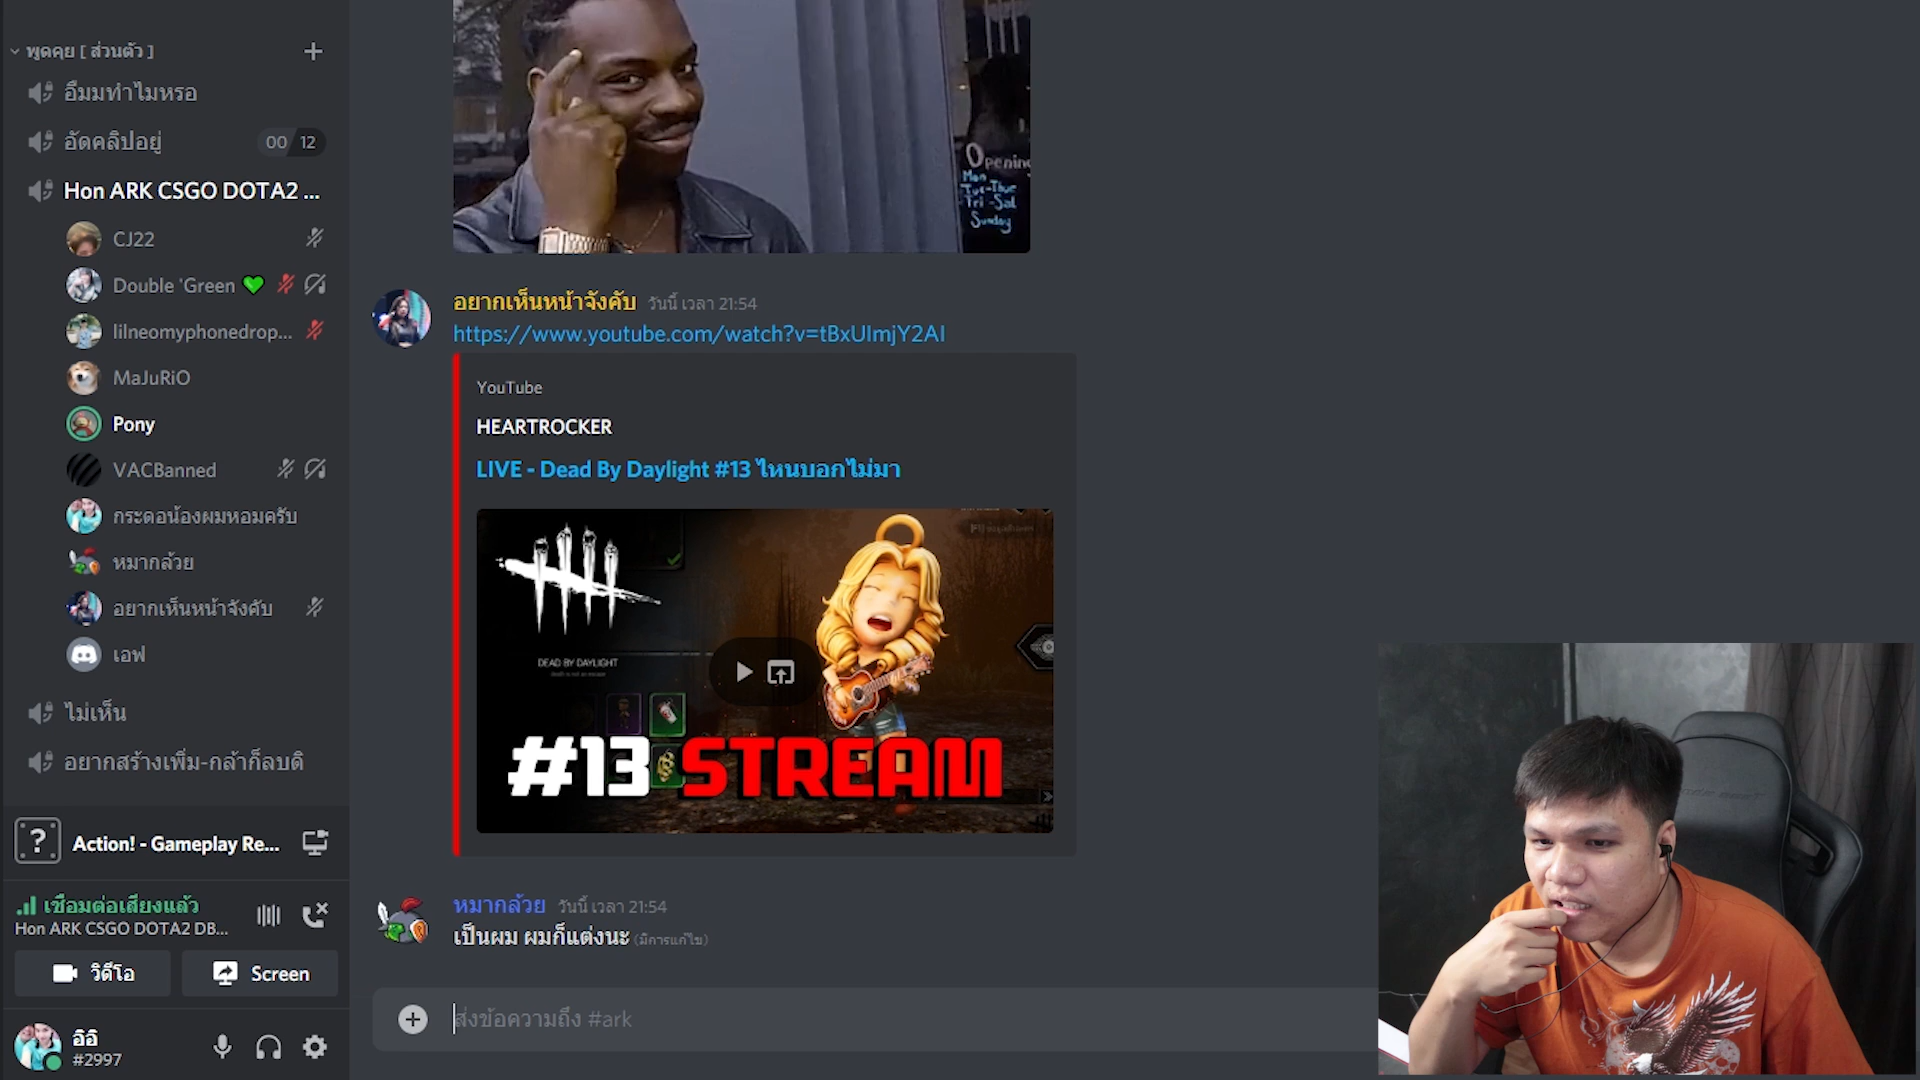 พูดคุย [ ส่วนตัว ]
อืมมทำไมหรอ
อัดคลิปอยู่
00 12
Hon ARK CSGO DOTA2 ...
CJ22
Double 'Green
lilneomyphonedrop...
MaJuRiO
Pony
VACBanned
กระดอน้องผมหอมครับ
หมากล้วย
อยากเห็นหน้าจังคับ
เอฟ
ไม่เห็น
อยากสร้างเพิ่ม-กล้าก็ลบดิ
Action! - Gameplay Re...
เชื่อมต่อเสียงแล้ว
Hon ARK CSGO DOTA2 DB...
วิดีโอ
Screen
อิอิ
#2997
Opening
Mon
Tue-Thur
Fri -Sat
Sunday
อยากเห็นหน้าจังคับ วันนี้ เวลา 21:54
https://www.youtube.com/watch?v=tBxUlmjY2AI
YouTube
HEARTROCKER
LIVE - Dead By Daylight #13 ไหนบอกไม่มา
DEAD BY DAYLIGHT
death is not an escape
#13 STREAM
หมากล้วย วันนี้ เวลา 21:54
เป็นผม ผมก็แต่งนะ (มีการแก้ไข)
ส่งข้อความถึง #ark